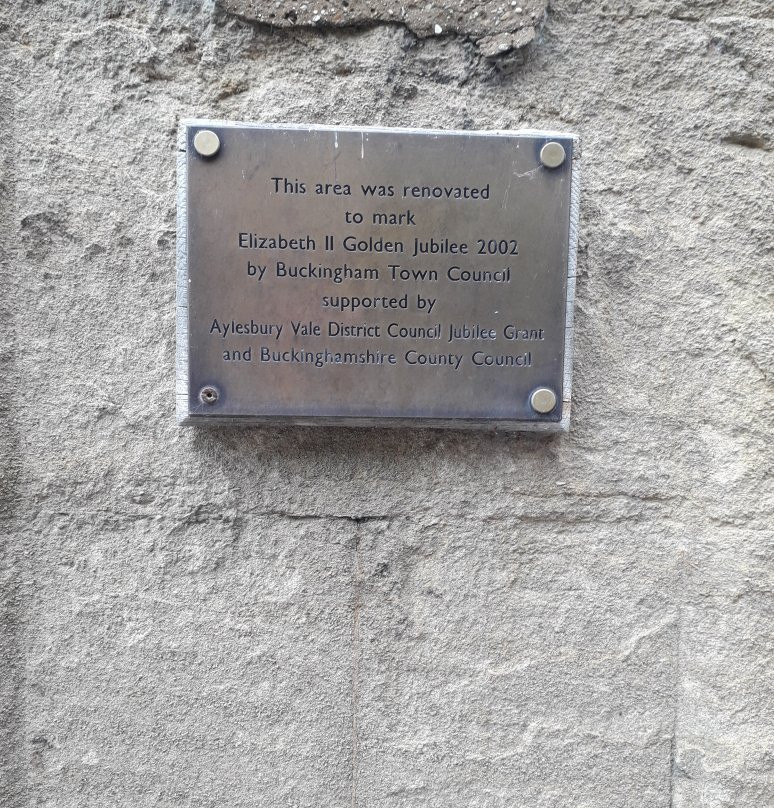 This area was renovated
to mark
Elizabeth II Golden Jubilee 2002
by Buckingham Town Council
supported by
Aylesbury Vale District Council Jubilee Grant
and Buckinghamshire County Council